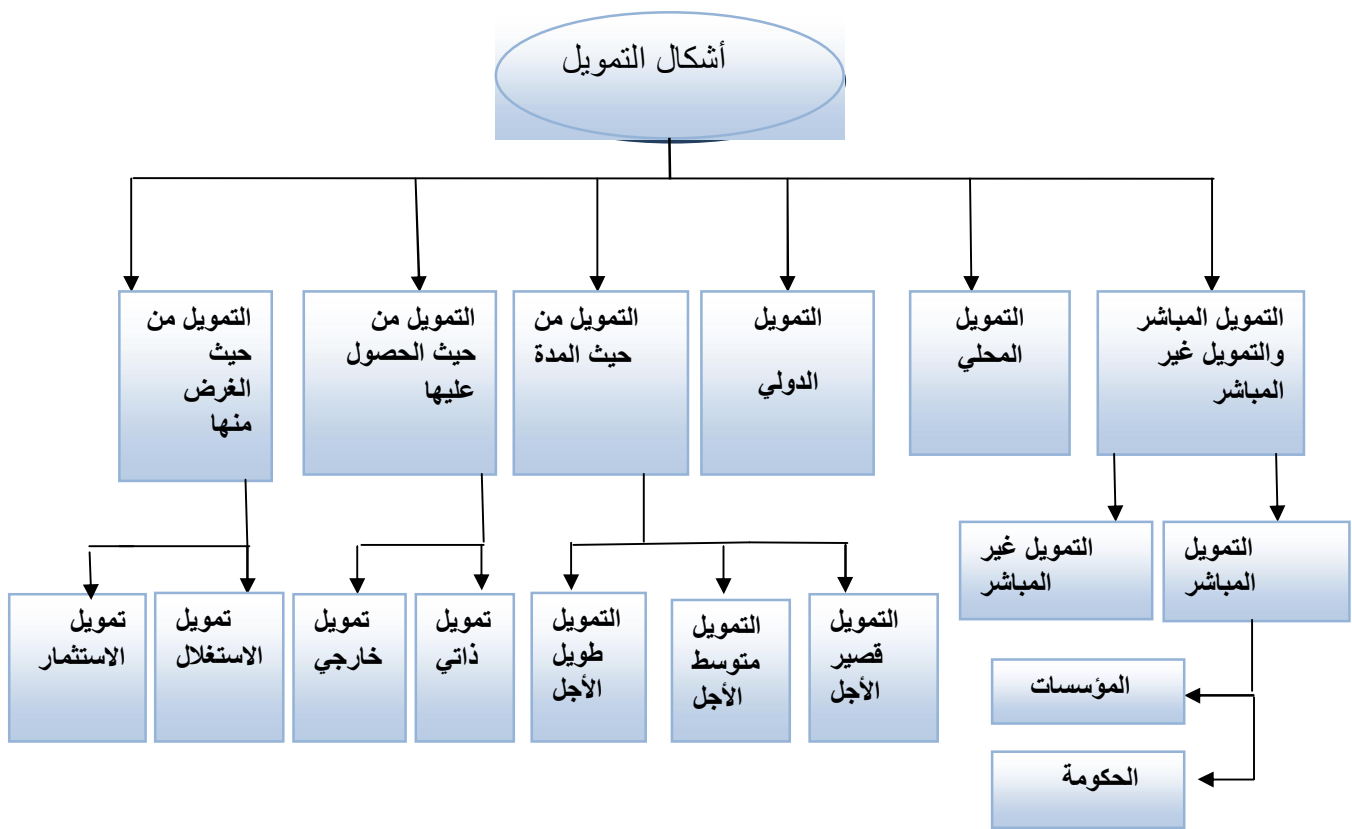 أشكال التمويل
التمويل المباشر
والتمويل غير
المباشر
التمويل
المحلي
التمويل
الدولي
التمويل من
حيث المدة
التمويل من
حيث الحصول
عليها
التمويل من
حيث
الغرض
منها
التمويل
المباشر
التمويل غير
المباشر
المؤسسات
الحكومة
التمويل
قصير
الأجل
التمويل
متوسط
الأجل
التمويل
طويل
الأجل
تمويل
ذاتي
تمويل
خارجي
تمويل
الاستغلال
تمويل
الاستثمار